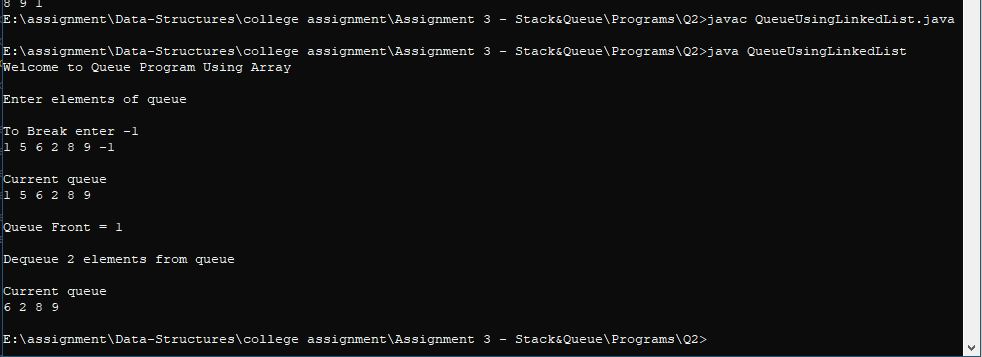 8 9 1
E:\assignment\Data-Structures\college assignment\Assignment 3 - Stack&Queue\Programs\Q2>javac QueueUsingLinkedList.java
E:\assignment\Data-Structures\college assignment\Assignment 3 - Stack&Queue\Programs\Q2>java QueueUsingLinkedList
Welcome to Queue Program Using Array
Enter elements of queue
To Break enter -1
1 5 6 2 8 9 -1
Current queue
1 5 6 2 8 9
Queue Front = 1
Dequeue 2 elements from queue
Current queue
6 2 8 9
E:\assignment\Data-Structures\college assignment\Assignment 3 - Stack&Queue\Programs\Q2>